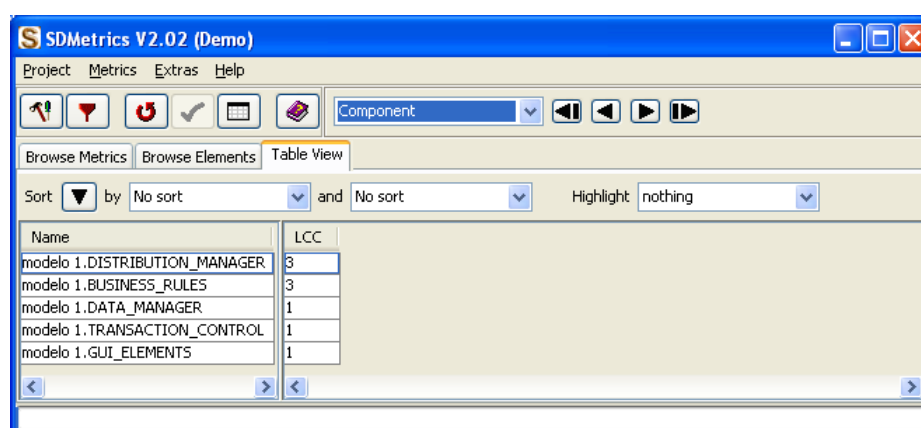 SDMetrics V2.02 (Demo)
Project Metrics Extras Help
Component
Browse Metrics Browse Elements Table View
Sort by No sort and No sort Highlight nothing
Name LCC
modelo 1.DISTRIBUTION_MANAGER 3
modelo 1.BUSINESS_RULES 3
modelo 1.DATA_MANAGER 1
modelo 1.TRANSACTION_CONTROL 1
modelo 1.GUI_ELEMENTS 1